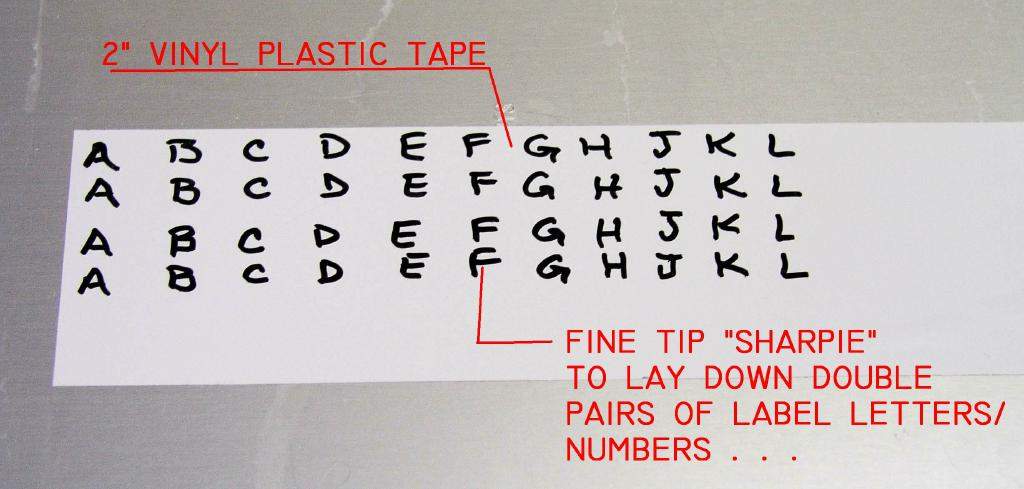 2" VINYL PLASTIC TAPE
A B C D E F G H J K L
A B C D E F G H J K L
A B C D E F G H J K L
A B C D E F G H J K L
FINE TIP "SHARPIE"
TO LAY DOWN DOUBLE
PAIRS OF LABEL LETTERS/
NUMBERS . . .